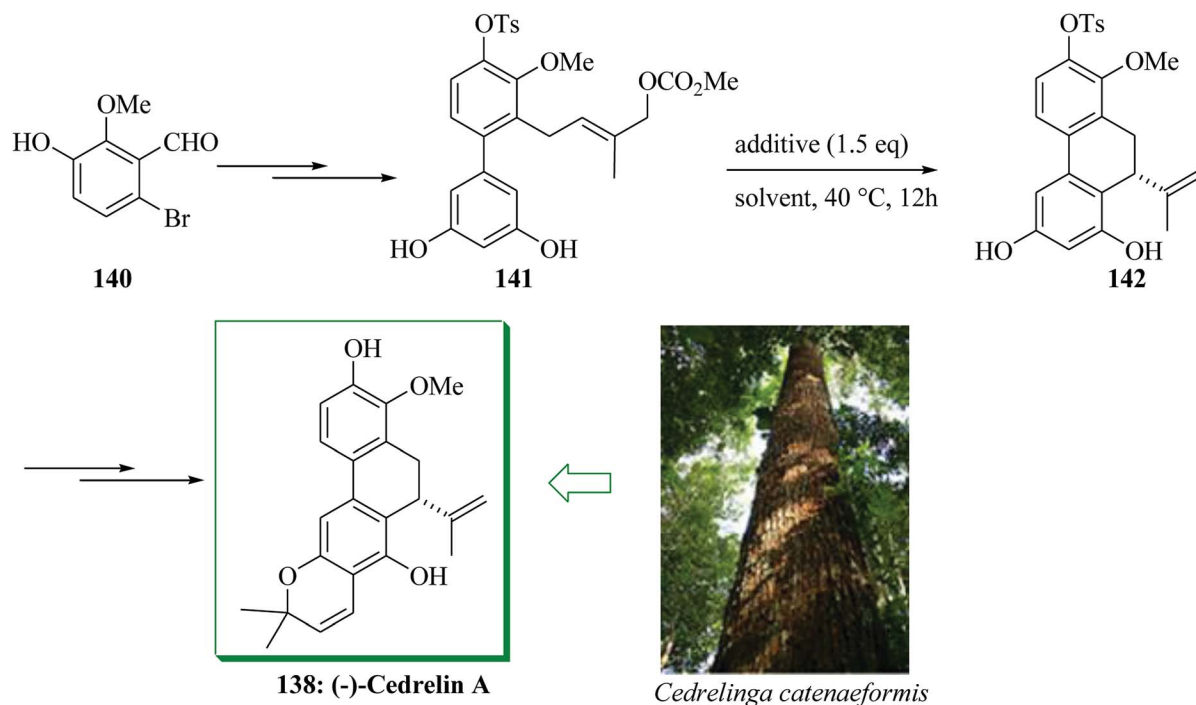 OMe
HO
CHO
Br
140
OTs
OMe
OCO₂Me
HO
OH
141
additive (1.5 eq)
solvent, 40 °C, 12h
OTs
OMe
HO
OH
142
OH
OMe
O
OH
138: (-)-Cedrelin A
Cedrelinga catenaeformis